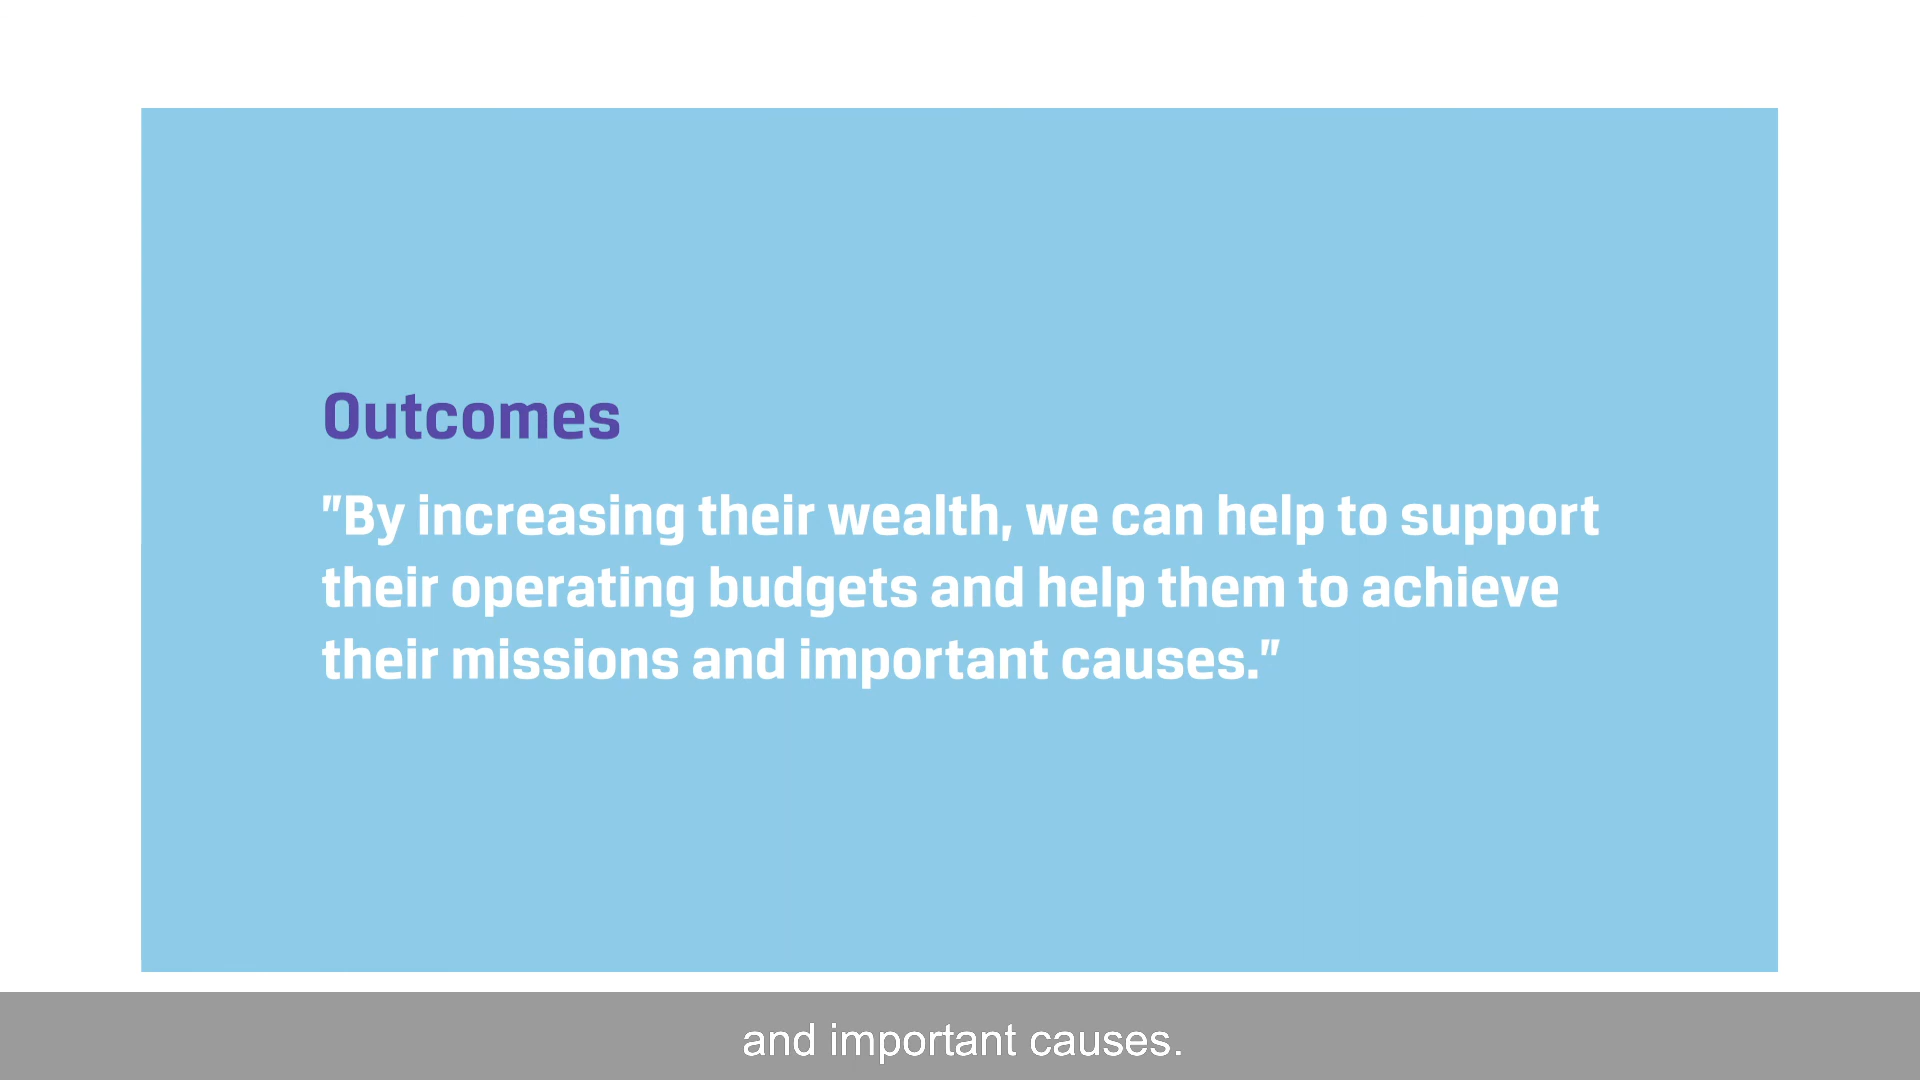 Outcomes
"By increasing their wealth, we can help to support
their operating budgets and help them to achieve
their missions and important causes."
and important causes.